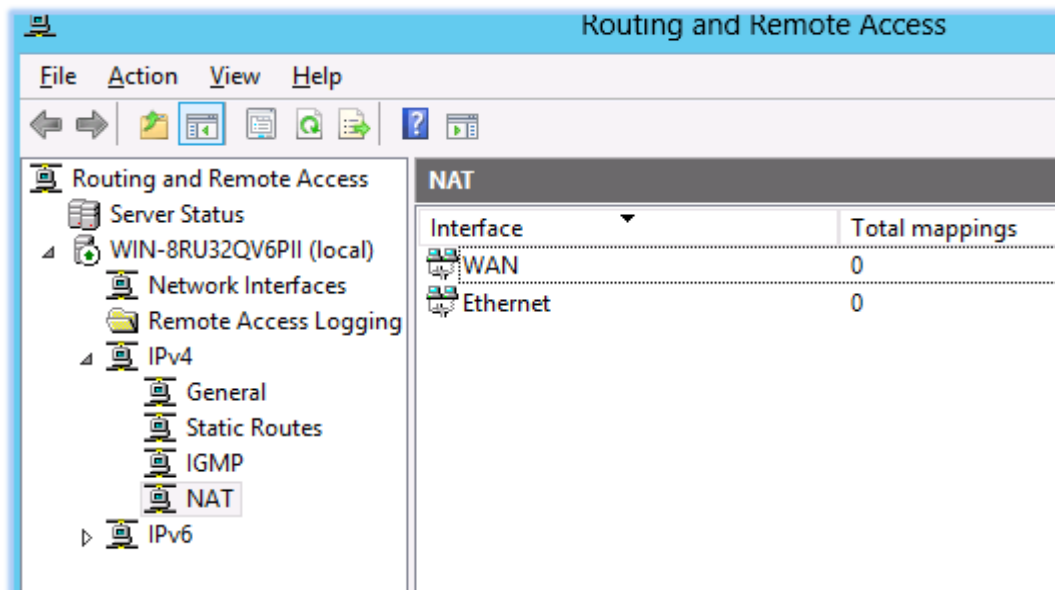 Routing and Remote Access
File Action View Help
Routing and Remote Access
Server Status
WIN-8RU32QV6PII (local)
Network Interfaces
Remote Access Logging
IPv4
General
Static Routes
IGMP
NAT
IPv6
NAT
Interface Total mappings
WAN 0
Ethernet 0